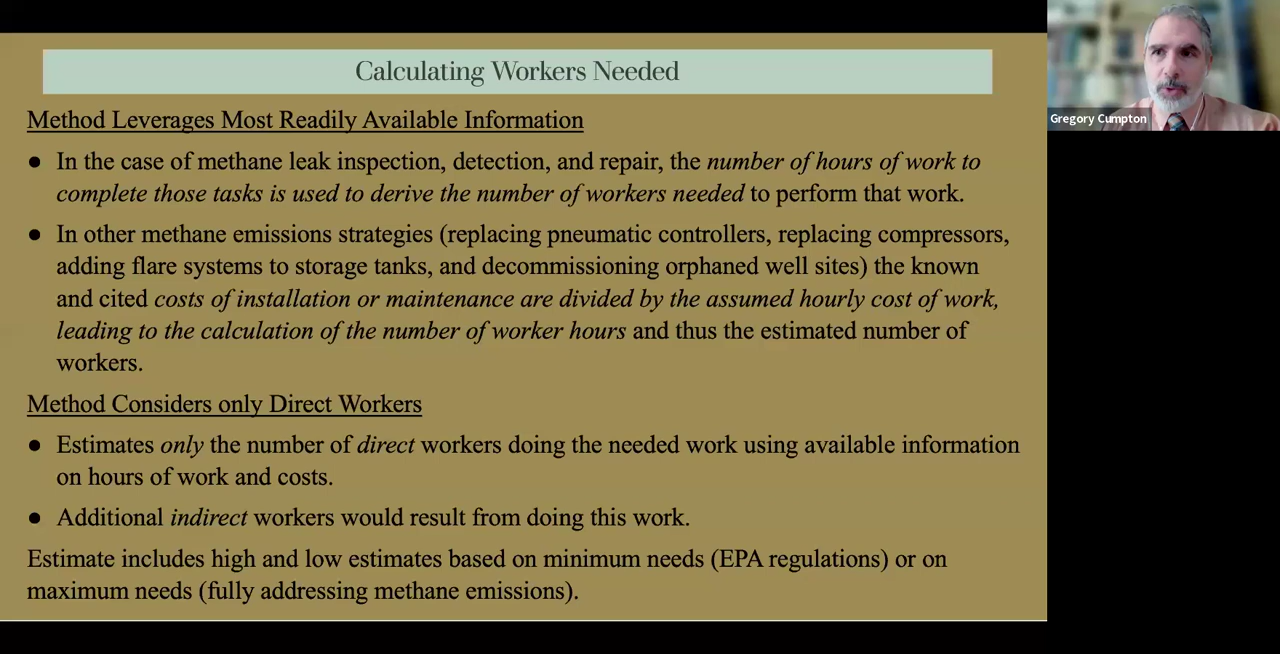 Calculating Workers Needed
Gregory Cumpton
Method Leverages Most Readily Available Information
● In the case of methane leak inspection, detection, and repair, the number of hours of work to
complete those tasks is used to derive the number of workers needed to perform that work.
● In other methane emissions strategies (replacing pneumatic controllers, replacing compressors,
adding flare systems to storage tanks, and decommissioning orphaned well sites) the known
and cited costs of installation or maintenance are divided by the assumed hourly cost of work,
leading to the calculation of the number of worker hours and thus the estimated number of
workers.
Method Considers only Direct Workers
● Estimates only the number of direct workers doing the needed work using available information
on hours of work and costs.
● Additional indirect workers would result from doing this work.
Estimate includes high and low estimates based on minimum needs (EPA regulations) or on
maximum needs (fully addressing methane emissions).